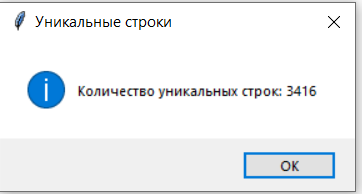 Уникальные строки
Количество уникальных строк: 3416
OK